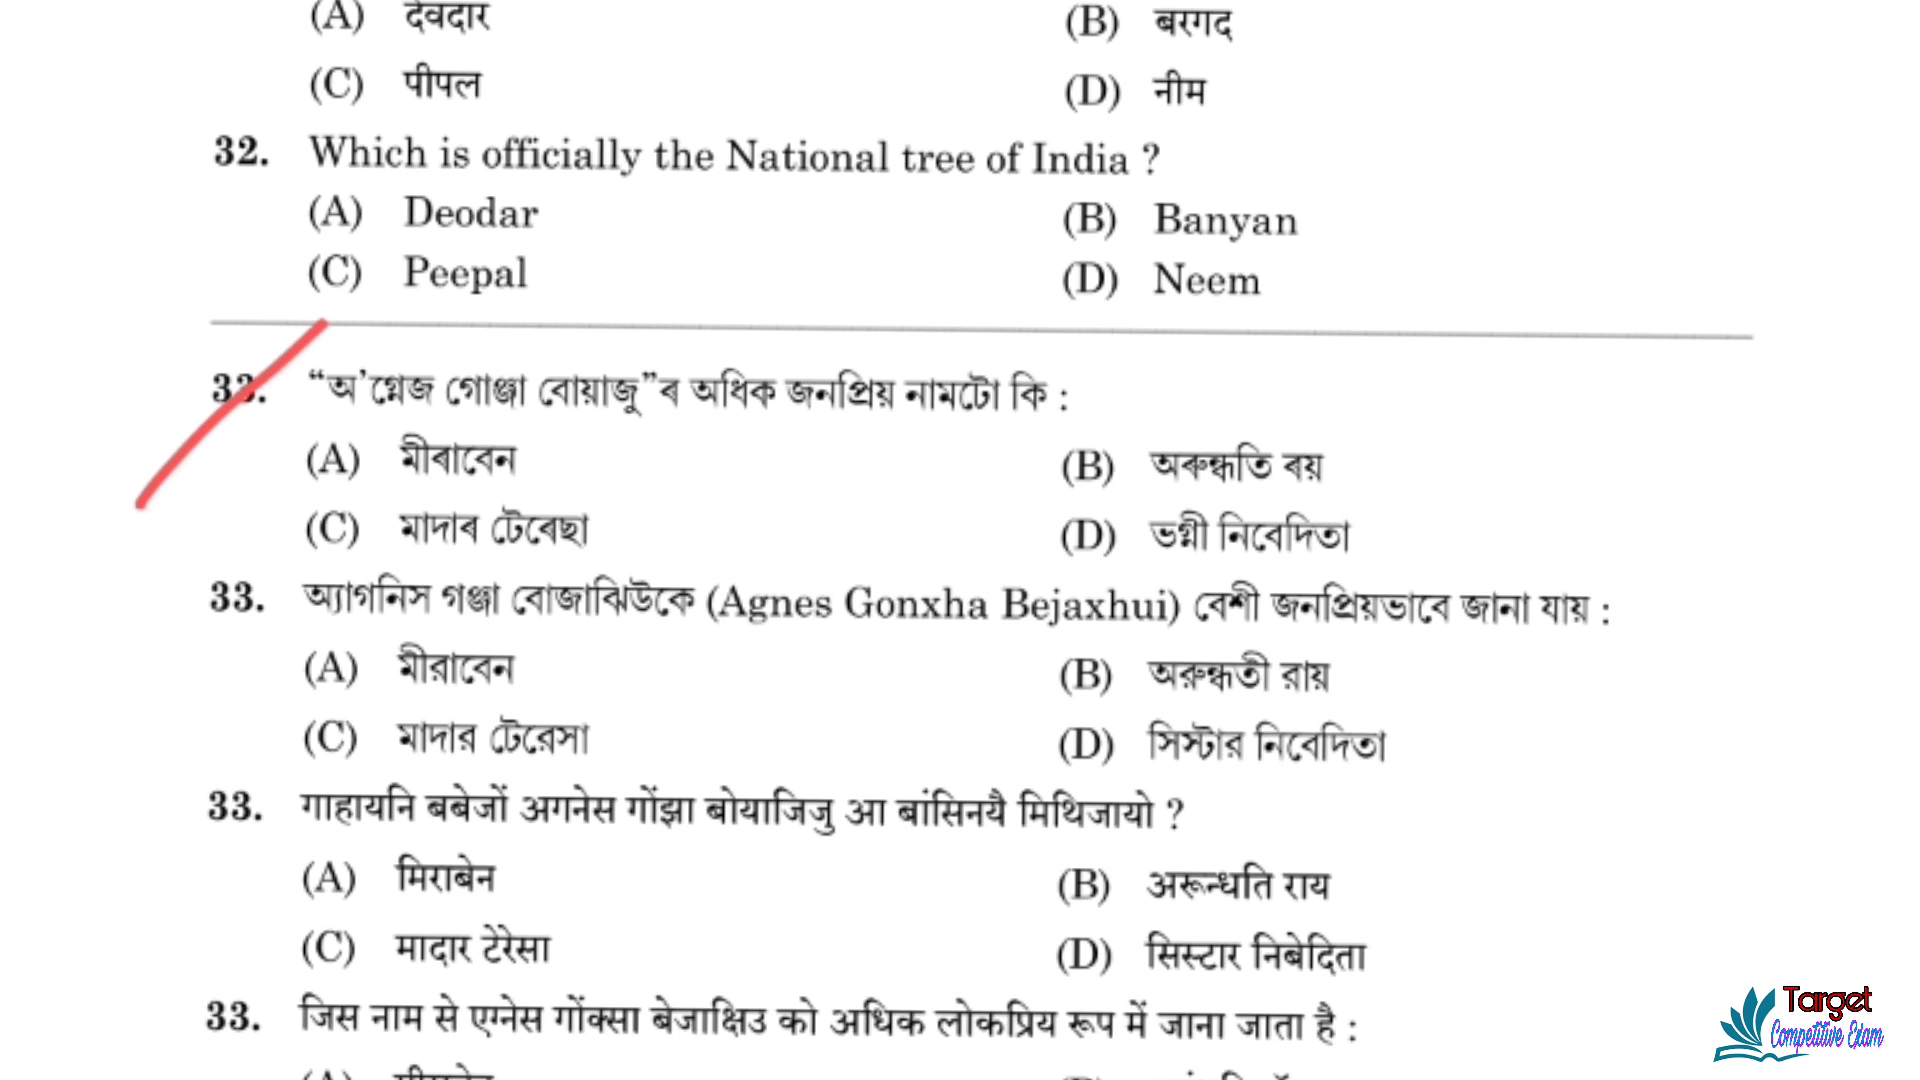 (A) देवदार (B) बरगद
(C) पीपल (D) नीम
32. Which is officially the National tree of India ?
(A) Deodar (B) Banyan
(C) Peepal (D) Neem
33. “অ'গ্নেজ গোঞ্জা বোয়াজু”ৰ অধিক জনপ্ৰিয় নামটো কি :
(A) মীৰাবেন (B) অৰুন্ধতি ৰয়
(C) মাদাৰ টেৰেছা (D) ভগ্নী নিবেদিতা
33. অ্যাগনিস গঞ্জা বোজাঝিউকে (Agnes Gonxha Bejaxhui) বেশী জনপ্রিয়ভাবে জানা যায় :
(A) মীরাবেন (B) অরুন্ধতী রায়
(C) মাদার টেরেসা (D) সিস্টার নিবেদিতা
33. गाहायनि बबेजों अगनेस गोंझा बोयाजिजु आ बांसिनयै मिथिजायो ?
(A) मिराबेन (B) अरून्धति राय
(C) मादार टेरेसा (D) सिस्टार निबेदिता
33. जिस नाम से एग्नेस गोंक्सा बेजाक्षिउ को अधिक लोकप्रिय रूप में जाना जाता है :
Target
Competitive Exam